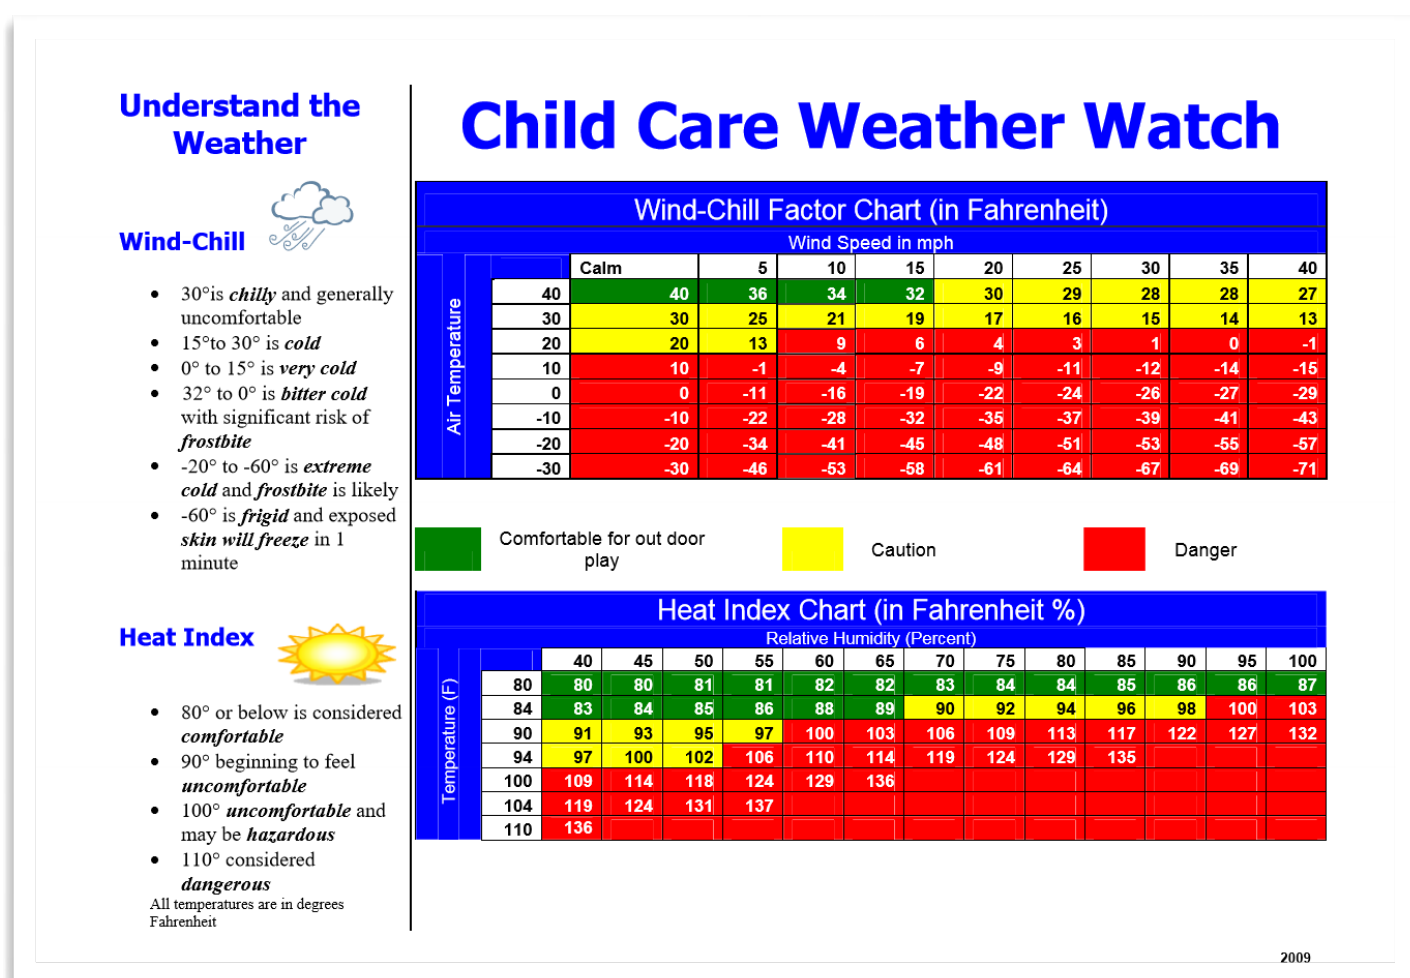 Understand the
Weather
Wind-Chill
• 30°is chilly and generally
uncomfortable
• 15°to 30° is cold
• 0° to 15° is very cold
• 32° to 0° is bitter cold
with significant risk of
frostbite
• -20° to -60° is extreme
cold and frostbite is likely
• -60° is frigid and exposed
skin will freeze in 1
minute
Heat Index
• 80° or below is considered
comfortable
• 90° beginning to feel
uncomfortable
• 100° uncomfortable and
may be hazardous
• 110° considered
dangerous
All temperatures are in degrees
Fahrenheit
Child Care Weather Watch
Wind-Chill Factor Chart (in Fahrenheit)
Wind Speed in mph
Air Temperature
Calm 5 10 15 20 25 30 35 40
40 40 36 34 32 30 29 28 28 27
30 30 25 21 19 17 16 15 14 13
20 20 13 9 6 4 3 1 0 -1
10 10 -1 -4 -7 -9 -11 -12 -14 -15
0 0 -11 -16 -19 -22 -24 -26 -27 -29
-10 -10 -22 -28 -32 -35 -37 -39 -41 -43
-20 -20 -34 -41 -45 -48 -51 -53 -55 -57
-30 -30 -46 -53 -58 -61 -64 -67 -69 -71
Comfortable for out door
play
Caution
Danger
Heat Index Chart (in Fahrenheit %)
Relative Humidity (Percent)
Temperature (F)
40 45 50 55 60 65 70 75 80 85 90 95 100
80 80 80 81 81 82 82 83 84 84 85 86 86 87
84 83 84 85 86 88 89 90 92 94 96 98 100 103
90 91 93 95 97 100 103 106 109 113 117 122 127 132
94 97 100 102 106 110 114 119 124 129 135
100 109 114 118 124 129 136
104 119 124 131 137
110 136
2009